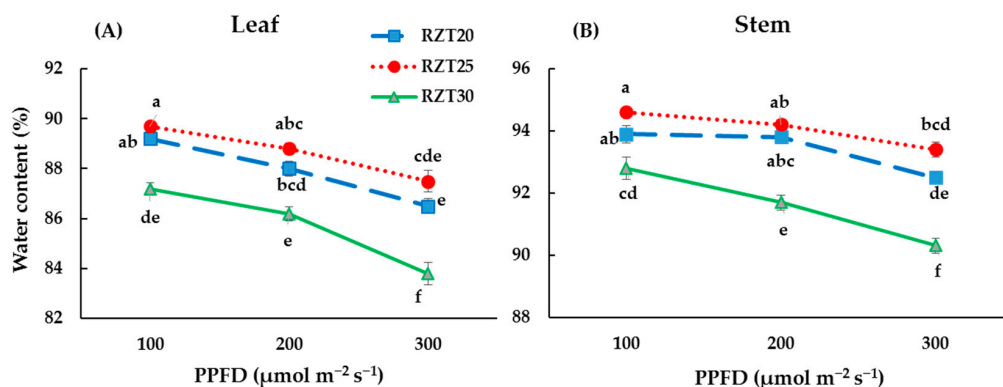 (A) Leaf
RZT20
RZT25
RZT30
Water content (%)
92
90
88
86
84
82
a
ab
abc
bcd
cde
e
de
e
f
100 200 300
PPFD (μmol m⁻² s⁻¹)
(B) Stem
96
94
92
90
88
a
ab
ab
abc
bcd
de
cd
e
f
100 200 300
PPFD (μmol m⁻² s⁻¹)